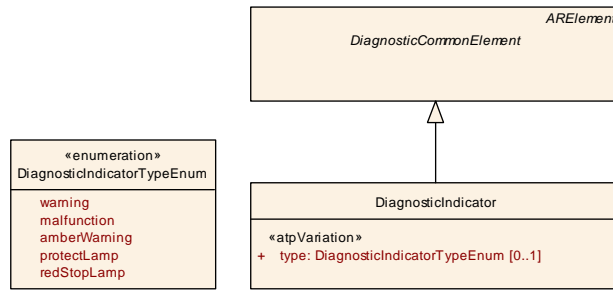 ARElement
DiagnosticCommonElement
«enumeration»
DiagnosticIndicatorTypeEnum
warning
malfunction
amberWarning
protectLamp
redStopLamp
DiagnosticIndicator
«atpVariation»
+ type: DiagnosticIndicatorTypeEnum [0..1]